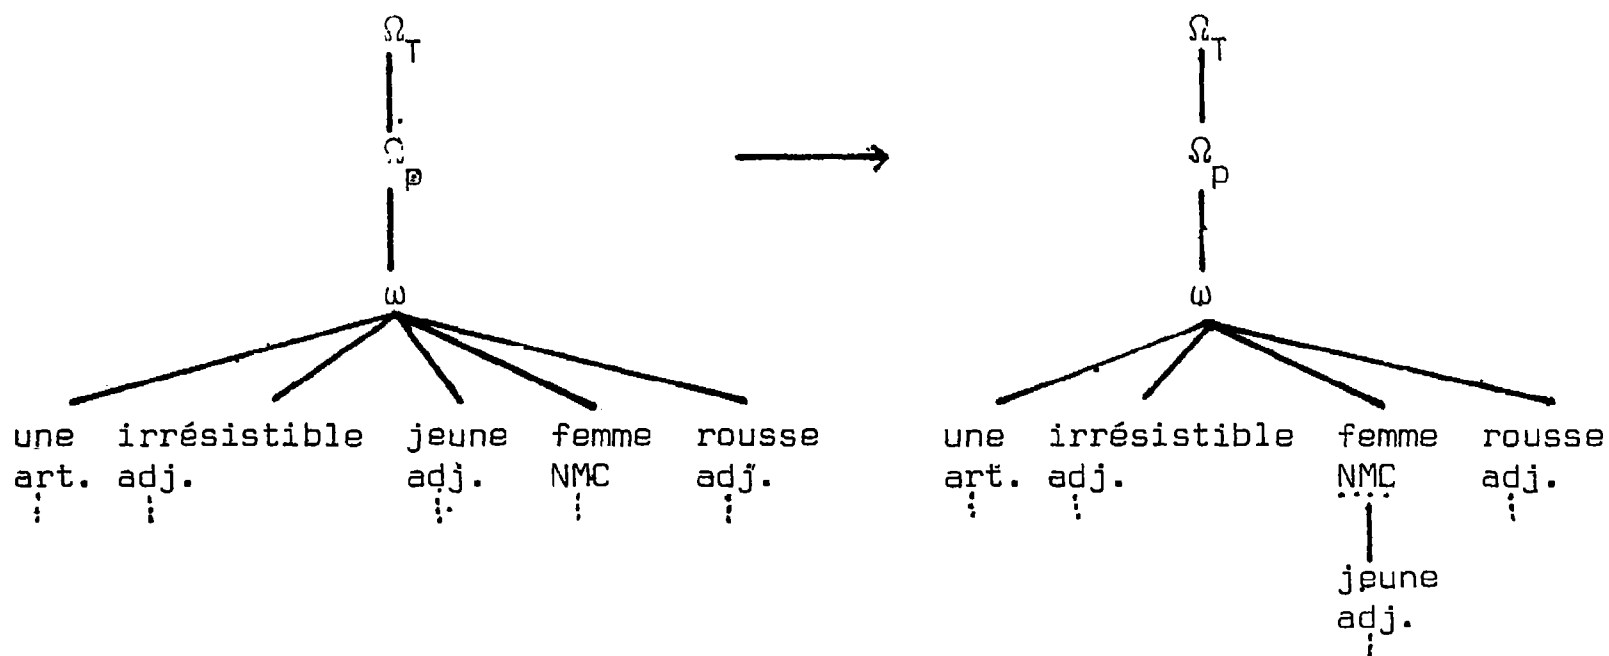 Ω_T Ω_T
Ω_p Ω_p
ω ω
une irrésistible jeune femme rousse une irrésistible femme rousse
art. adj. adj. NMC adj. art. adj. NMC adj.
jeune
adj.